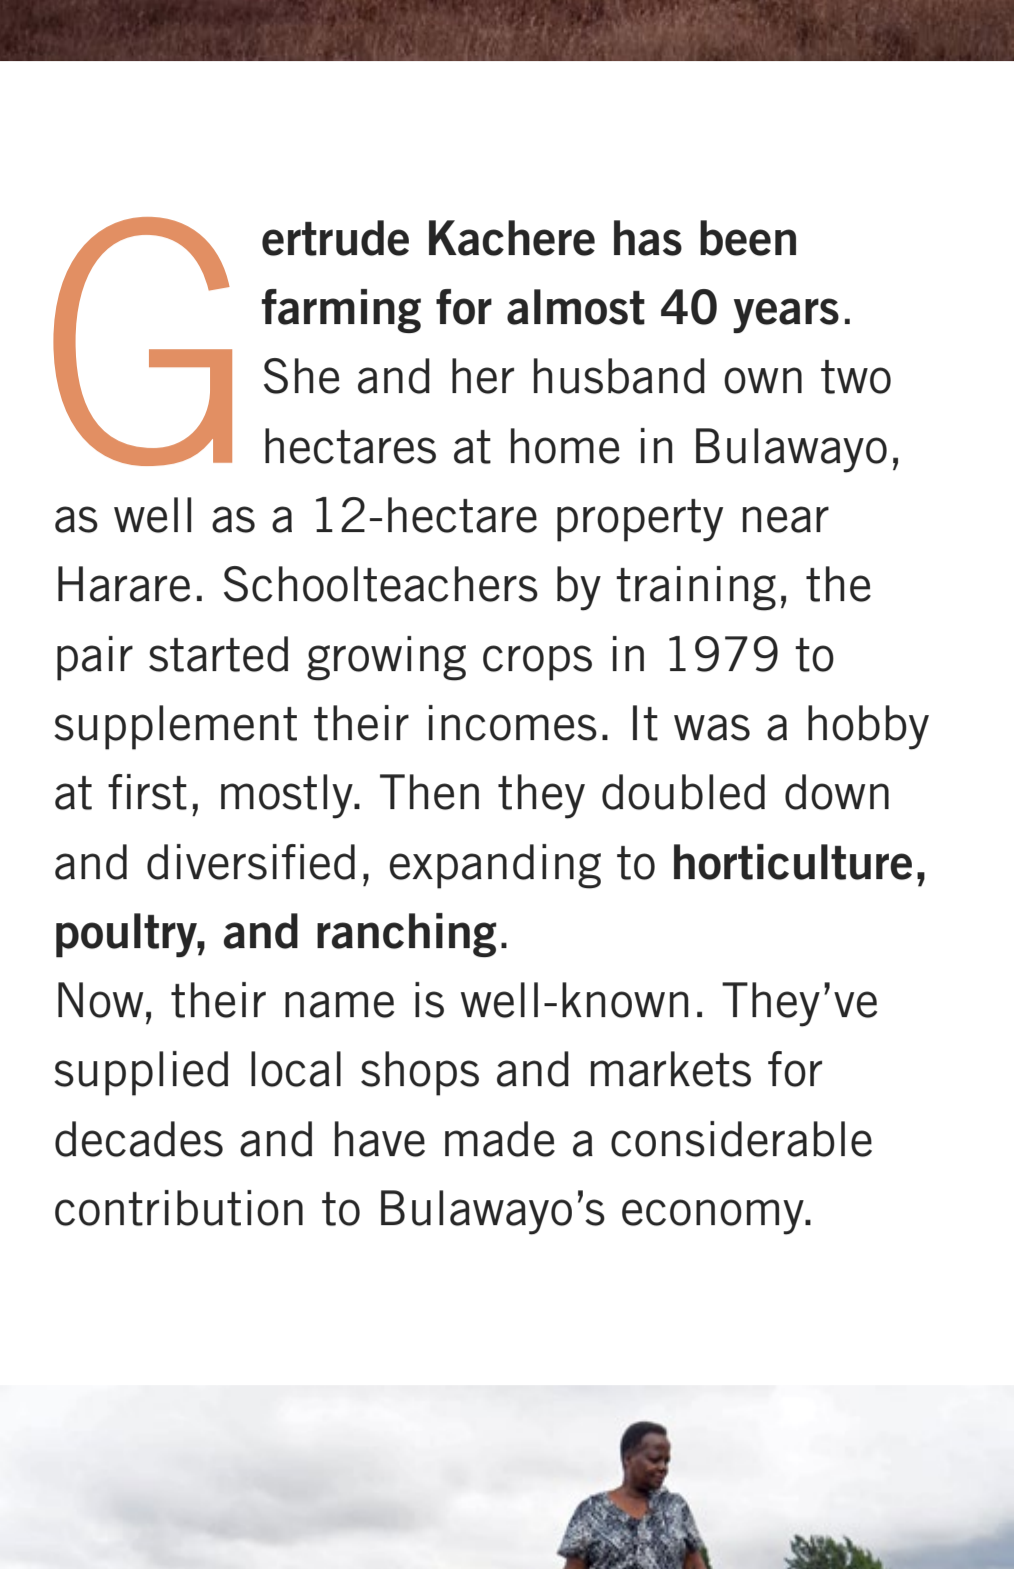 Gertrude Kachere has been
farming for almost 40 years.
She and her husband own two
hectares at home in Bulawayo,
as well as a 12-hectare property near
Harare. Schoolteachers by training, the
pair started growing crops in 1979 to
supplement their incomes. It was a hobby
at first, mostly. Then they doubled down
and diversified, expanding to horticulture,
poultry, and ranching.
Now, their name is well-known. They’ve
supplied local shops and markets for
decades and have made a considerable
contribution to Bulawayo’s economy.